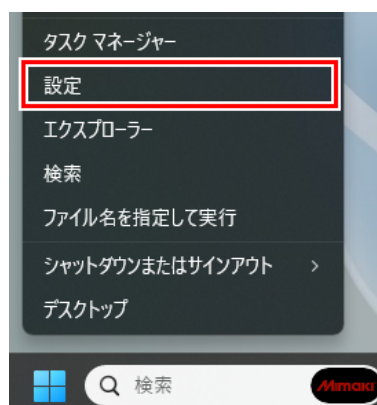 タスク マネージャー
設定
エクスプローラー
検索
ファイル名を指定して実行
シャットダウンまたはサインアウト
デスクトップ
検索
Mimaki